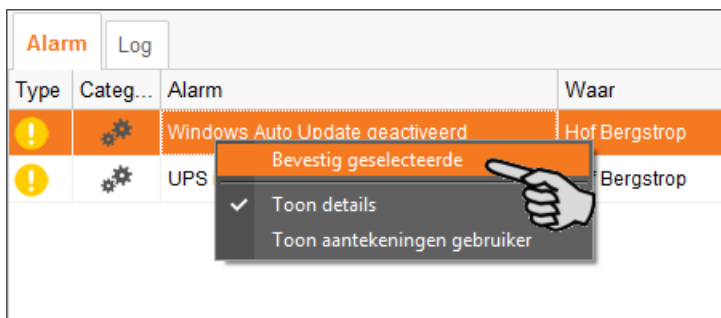 Alarm Log
Type Categ... Alarm Waar
Windows Auto Update geactiveerd Hof Bergstrop
Bevestig geselecteerde
UPS Bergstrop
Toon details
Toon aantekeningen gebruiker